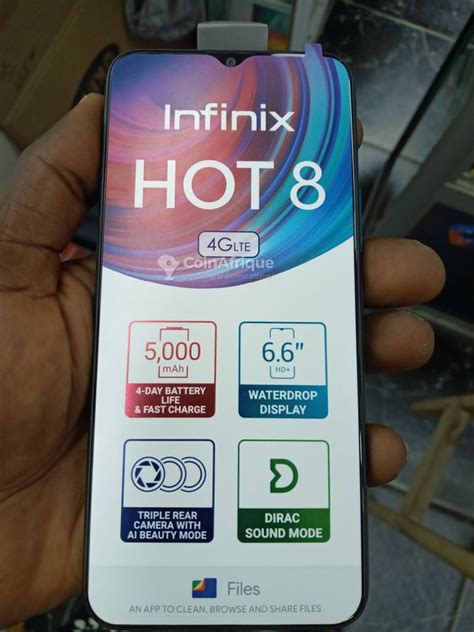 Infinix
HOT 8
4G LTE
CoinAfrique
5,000
mAh
4-DAY BATTERY
LIFE
& FAST CHARGE
6.6"
HD+
WATERDROP
DISPLAY
TRIPLE REAR
CAMERA WITH
AI BEAUTY MODE
DIRAC
SOUND MODE
Files
AN APP TO CLEAN, BROWSE AND SHARE FILES